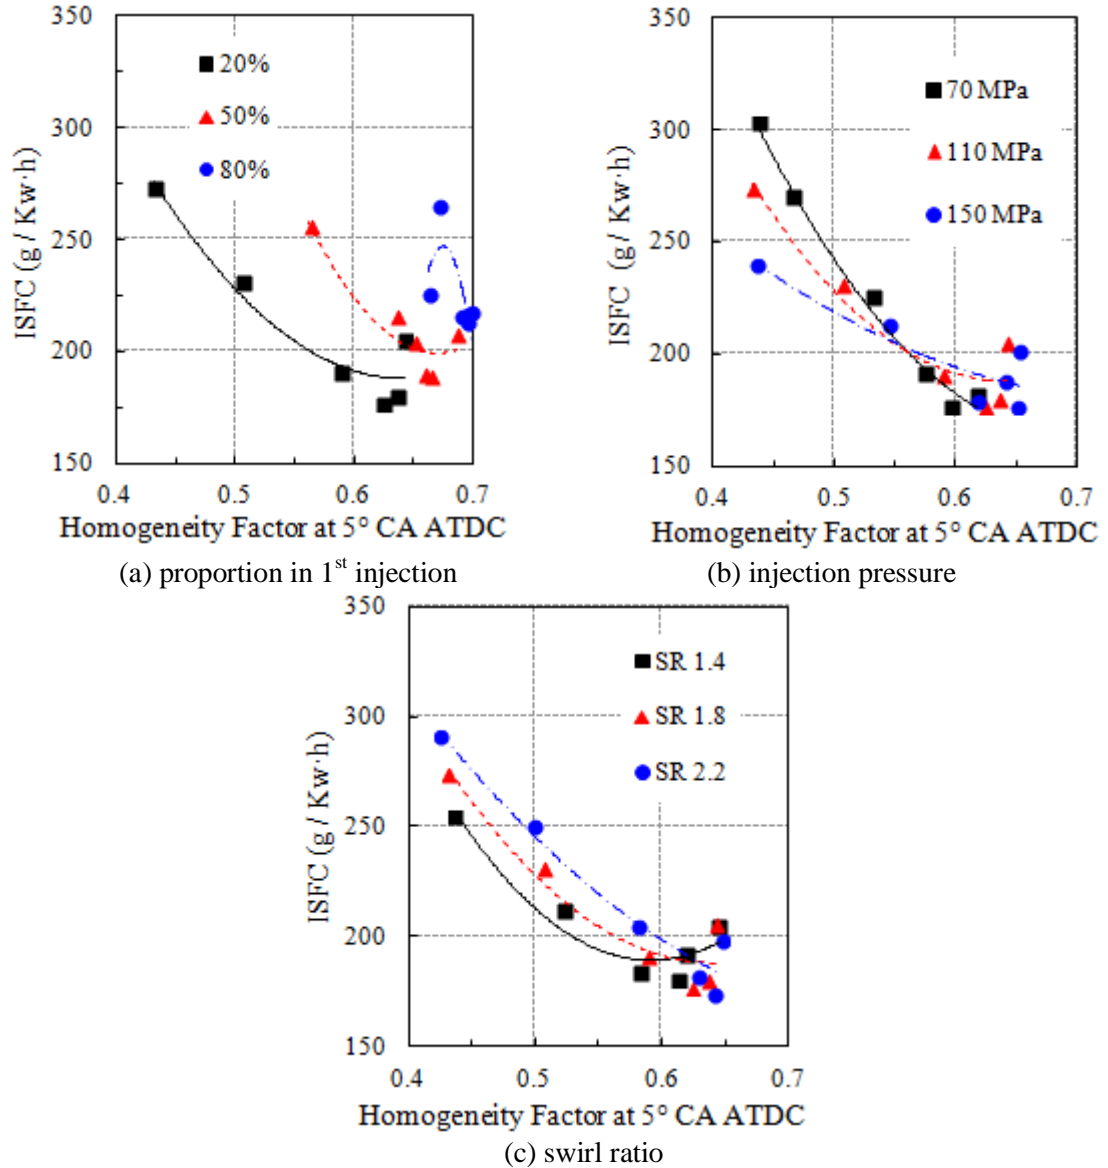 350
300
250
200
150
ISFC (g / Kw·h)
20%
50%
80%
0.4 0.5 0.6 0.7
Homogeneity Factor at 5° CA ATDC
(a) proportion in 1st injection
350
300
250
200
150
ISFC (g / Kw·h)
70 MPa
110 MPa
150 MPa
0.4 0.5 0.6 0.7
Homogeneity Factor at 5° CA ATDC
(b) injection pressure
350
300
250
200
150
ISFC (g / Kw·h)
SR 1.4
SR 1.8
SR 2.2
0.4 0.5 0.6 0.7
Homogeneity Factor at 5° CA ATDC
(c) swirl ratio